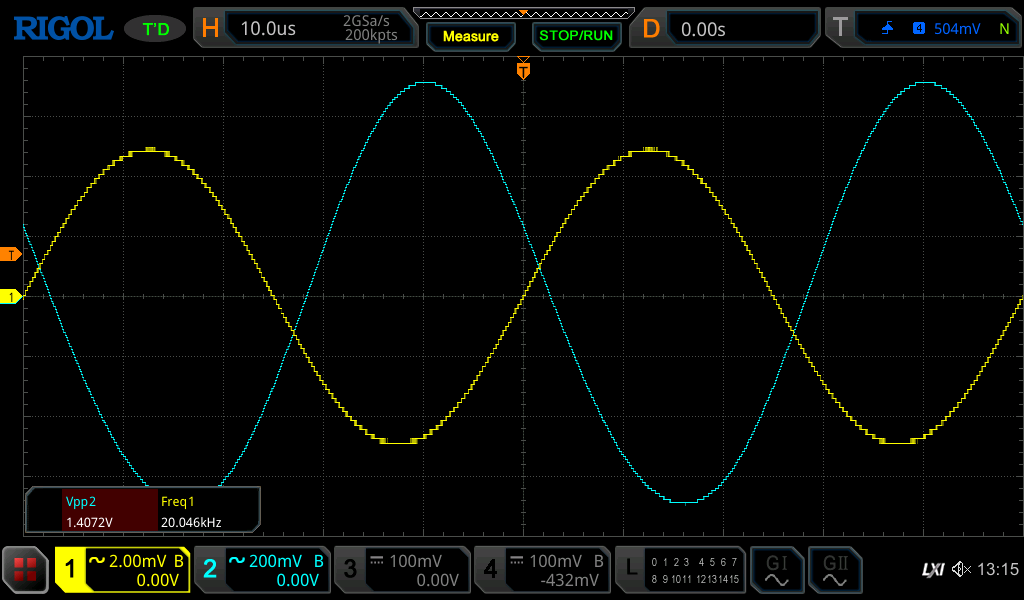 RIGOL T'D H 10.0us 2GSa/s 200kpts Measure STOP/RUN D 0.00s T 4 504mV N
T
T
1
Vpp2 Freq1
1.4072V 20.046kHz
1 2.00mV B 0.00V 2 200mV B 0.00V 3 100mV 0.00V 4 100mV B -432mV L 0 1 2 3 4 5 6 7 8 9 10 11 12 13 14 15 GI GII LXI 13:15